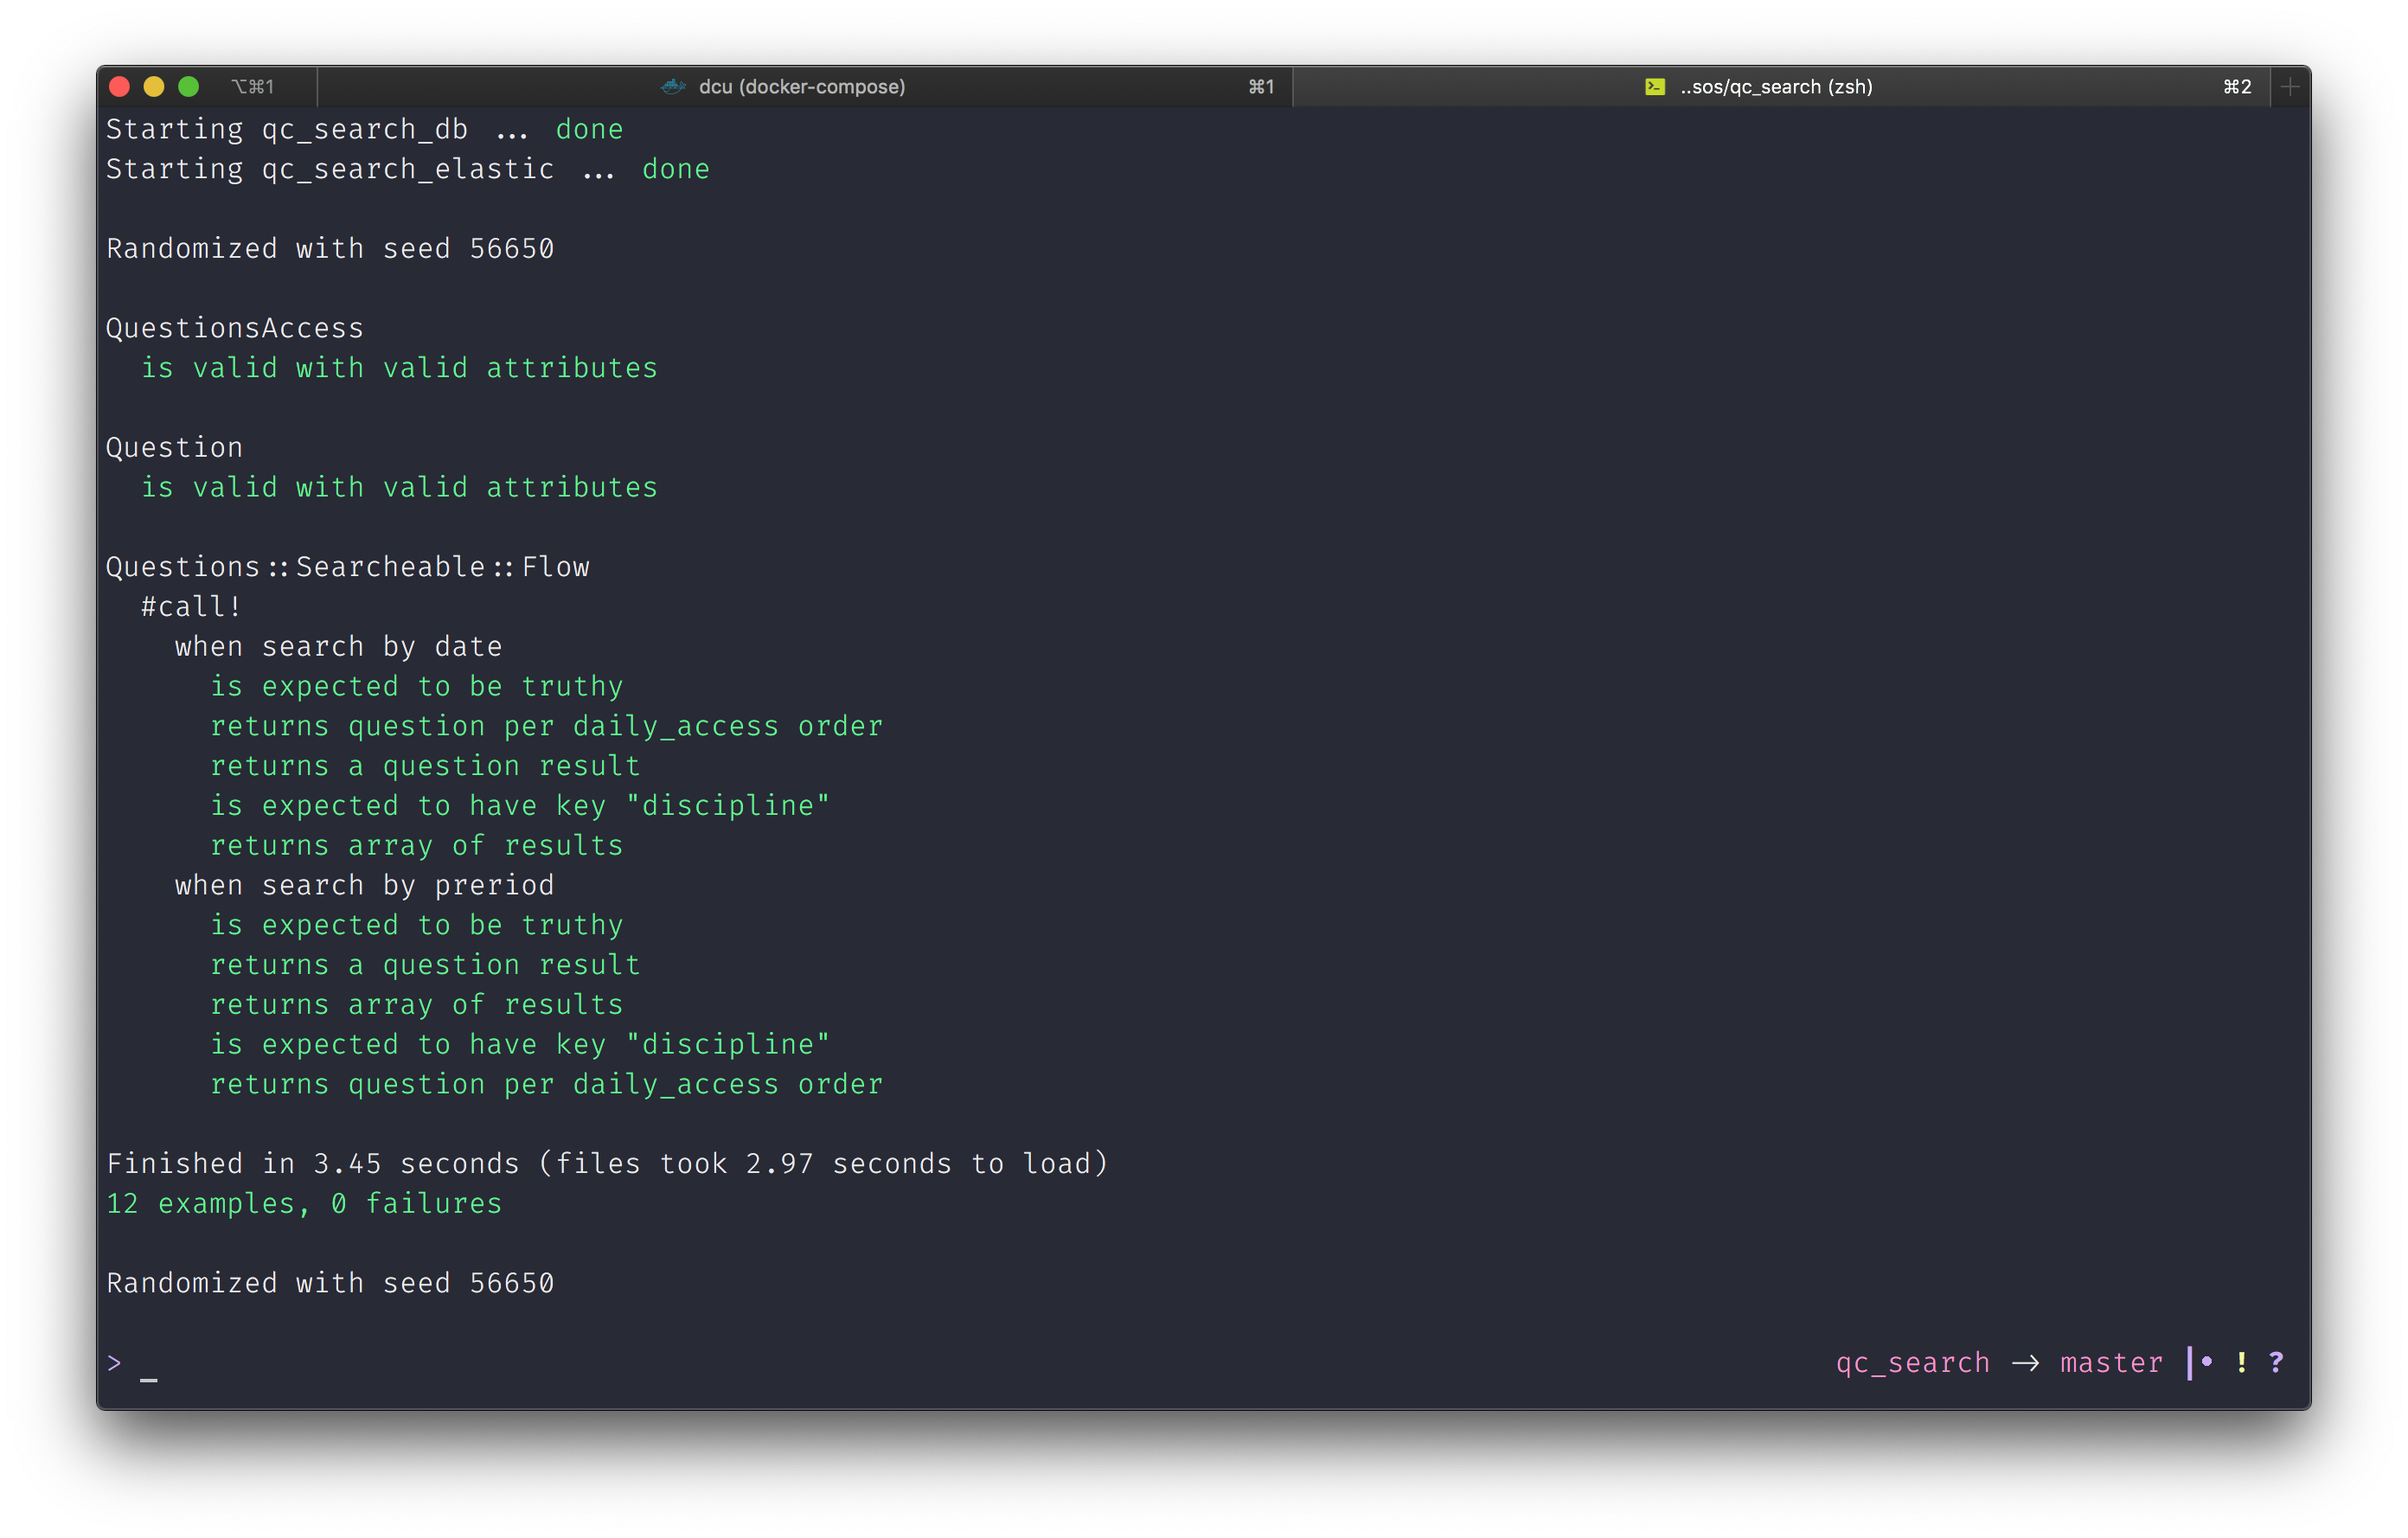 ⌥⌘1 dcu (docker-compose) ⌘1 ..sos/qc_search (zsh) ⌘2 +
Starting qc_search_db ... done
Starting qc_search_elastic ... done
Randomized with seed 56650
QuestionsAccess
is valid with valid attributes
Question
is valid with valid attributes
Questions::Searcheable::Flow
#call!
when search by date
is expected to be truthy
returns question per daily_access order
returns a question result
is expected to have key "discipline"
returns array of results
when search by preriod
is expected to be truthy
returns a question result
returns array of results
is expected to have key "discipline"
returns question per daily_access order
Finished in 3.45 seconds (files took 2.97 seconds to load)
12 examples, 0 failures
Randomized with seed 56650
> _ qc_search → master |• ! ?